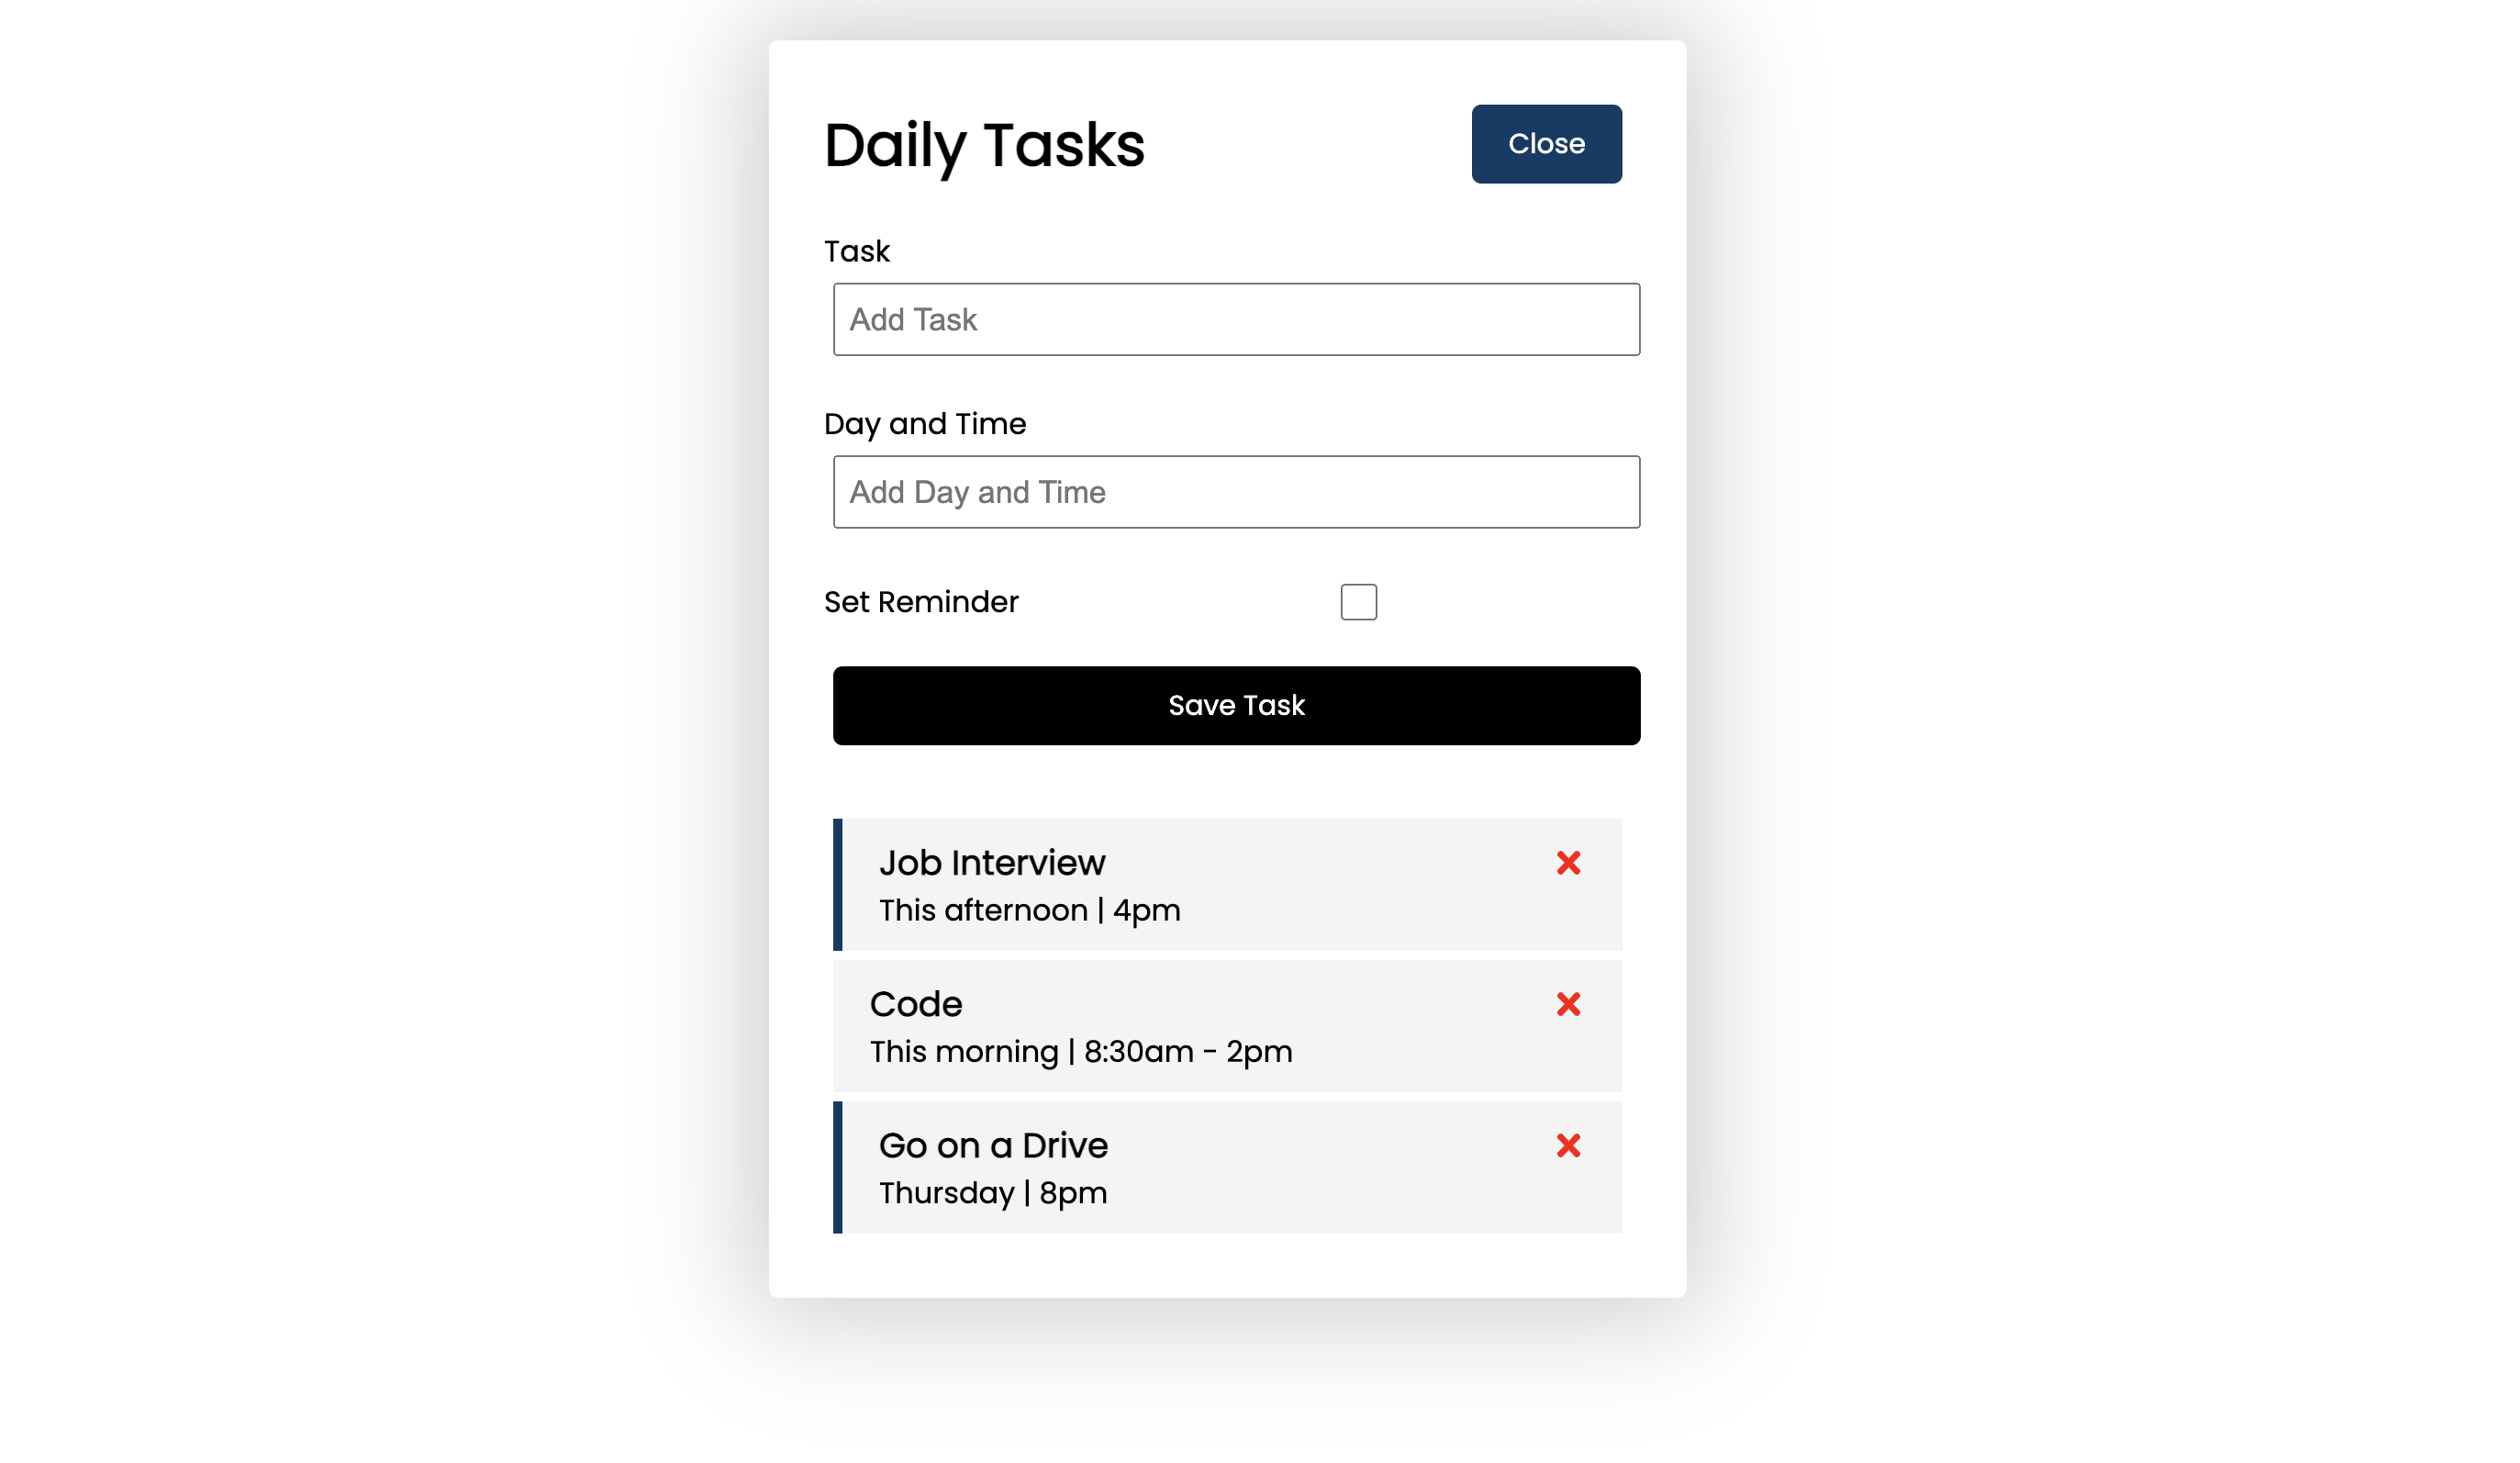 Daily Tasks
Close
Task
Add Task
Day and Time
Add Day and Time
Set Reminder
Save Task
Job Interview
This afternoon | 4pm
Code
This morning | 8:30am - 2pm
Go on a Drive
Thursday | 8pm